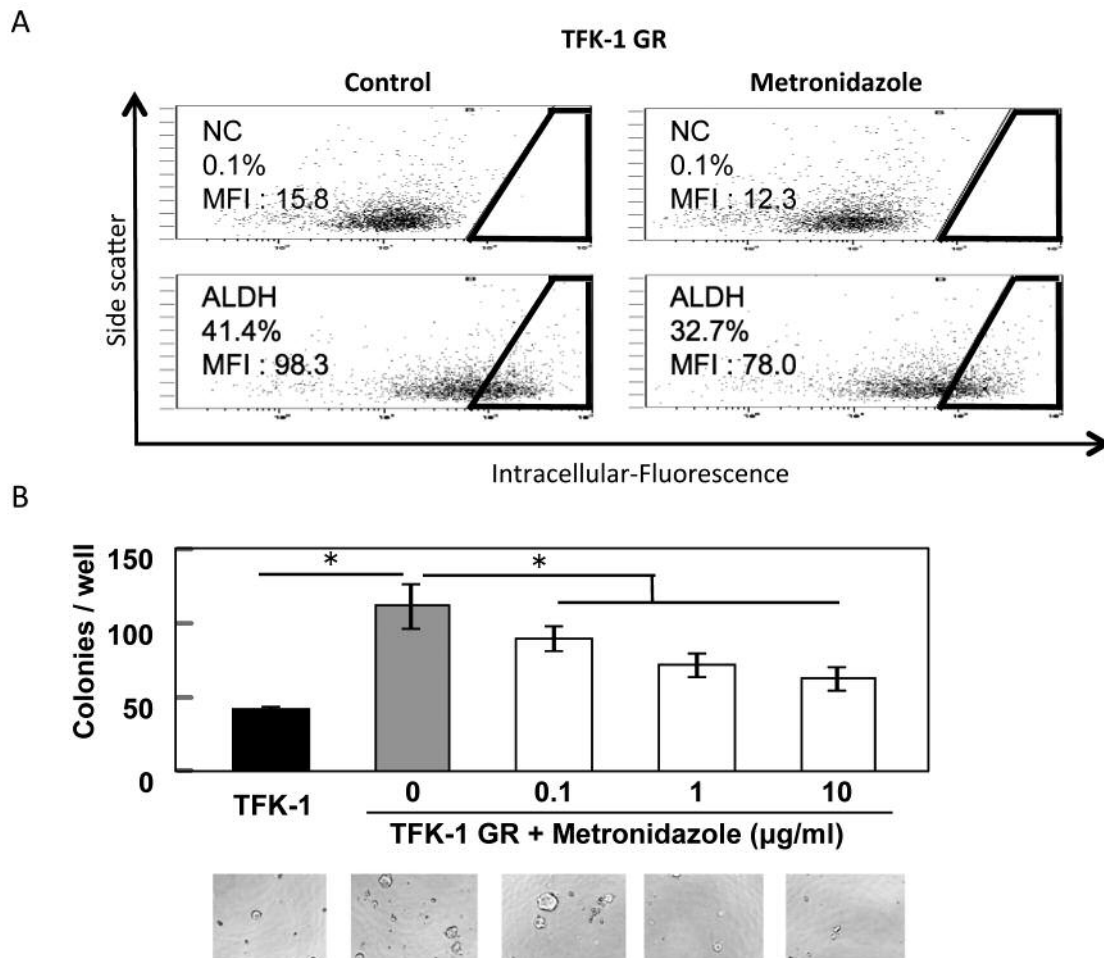 A
TFK-1 GR
Control
Metronidazole
NC
0.1%
MFI : 15.8
NC
0.1%
MFI : 12.3
ALDH
41.4%
MFI : 98.3
ALDH
32.7%
MFI : 78.0
Side scatter
Intracellular-Fluorescence
B
Colonies / well
150
100
50
0
*
*
TFK-1
0 0.1 1 10
TFK-1 GR + Metronidazole (µg/ml)